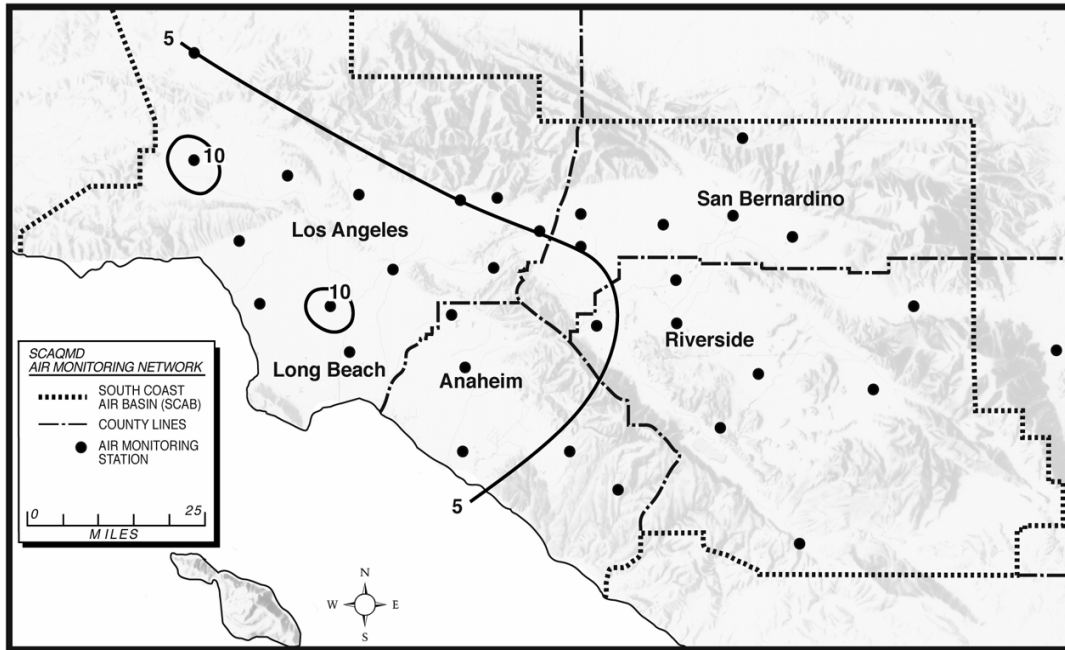 5
10
San Bernardino
Los Angeles
10
Riverside
Long Beach
Anaheim
5
SCAQMD
AIR MONITORING NETWORK
SOUTH COAST
AIR BASIN (SCAB)
COUNTY LINES
AIR MONITORING
STATION
0 25
MILES
N
W E
S